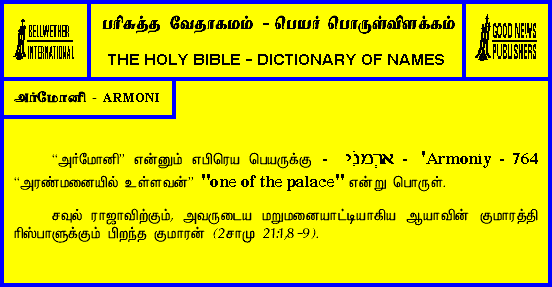 BELLWETHER
INTERNATIONAL
பரிசுத்த வேதாகமம் - பெயர் பொருள்விளக்கம்
THE HOLY BIBLE - DICTIONARY OF NAMES
GOOD NEWS
PUBLISHERS
அர்மோனி - ARMONI
“அர்மோனி” என்னும் எபிரெய பெயருக்கு - אַרְמֹנִי - 'Armoniy - 764
“அரண்மனையில் உள்ளவன்” "one of the palace" என்று பொருள்.
சவுல் ராஜாவிற்கும், அவருடைய மறுமனையாட்டியாகிய ஆயாவின் குமாரத்தி
ரிஸ்பாளுக்கும் பிறந்த குமாரன் (2சாமு 21:1,8-9).